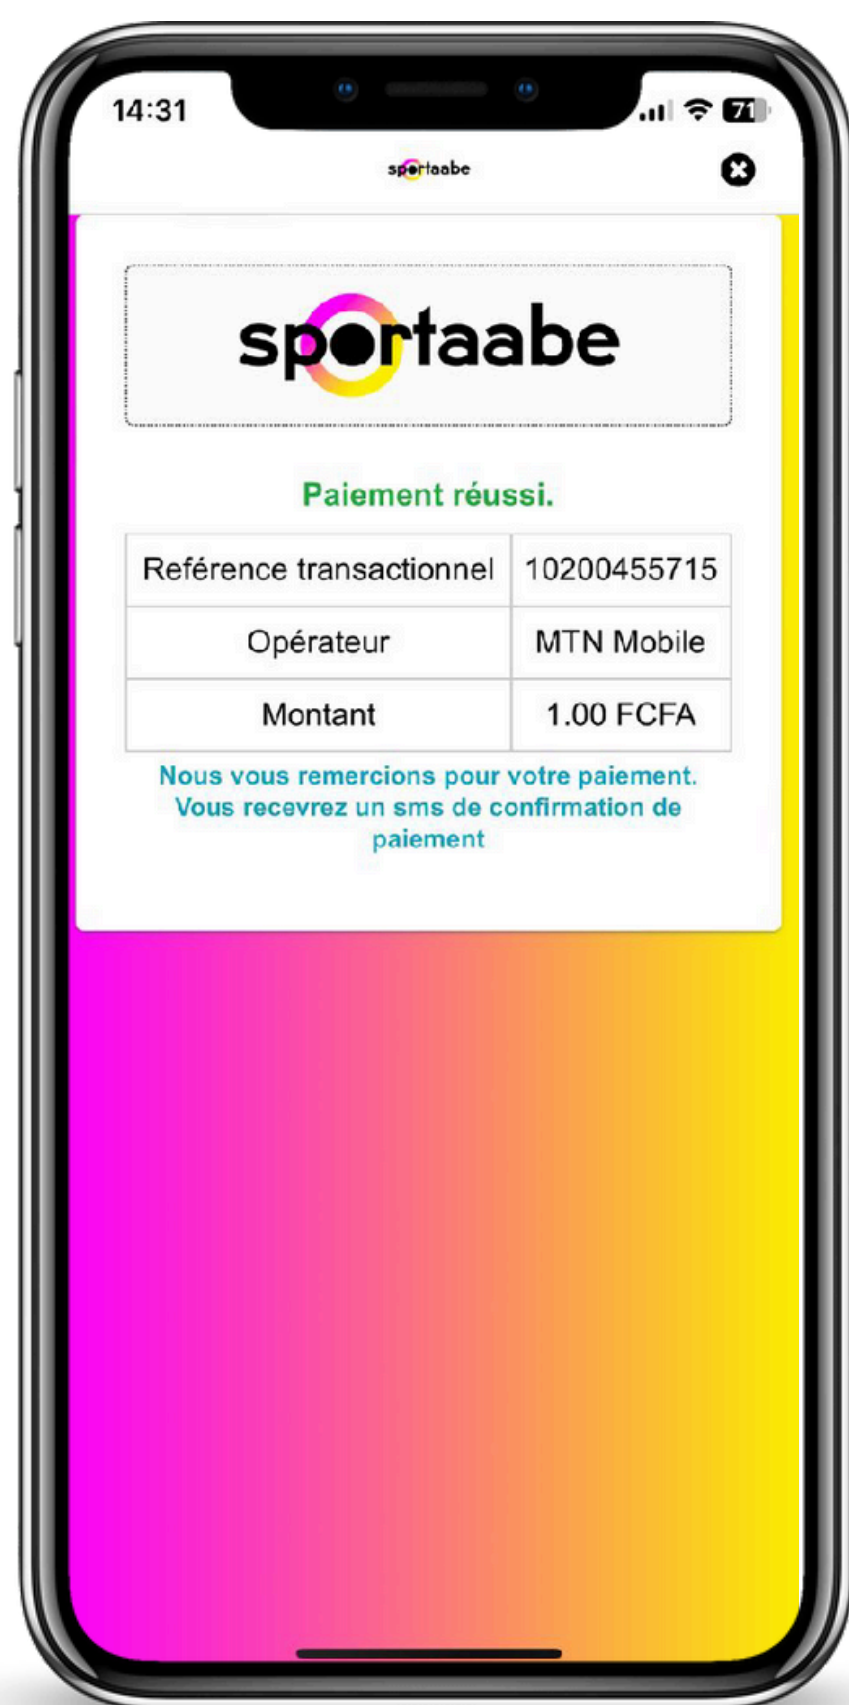 14:31
71
sportaabe
sportaabe
Paiement réussi.
Reférence transactionnel 10200455715
Opérateur MTN Mobile
Montant 1.00 FCFA
Nous vous remercions pour votre paiement.
Vous recevrez un sms de confirmation de
paiement